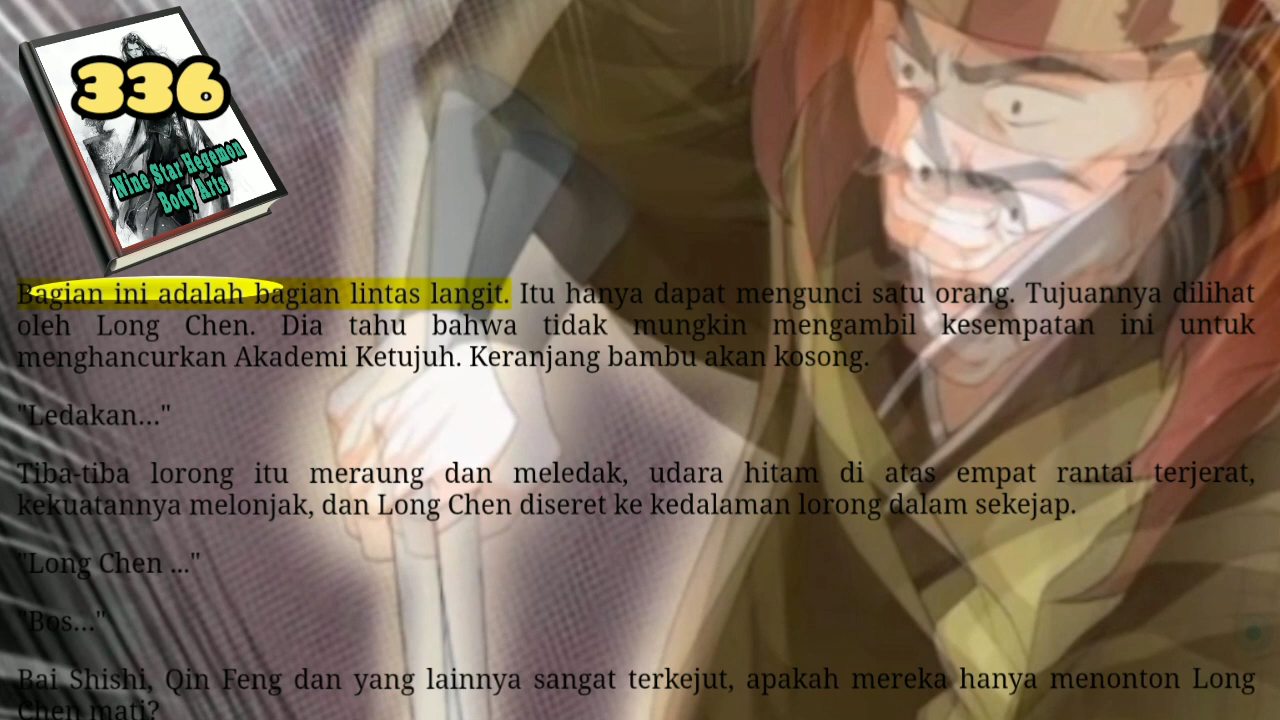 336
Nine Star Hegemon
Body Arts
Bagian ini adalah bagian lintas langit. Itu hanya dapat mengunci satu orang. Tujuannya dilihat
oleh Long Chen. Dia tahu bahwa tidak mungkin mengambil kesempatan ini untuk
menghancurkan Akademi Ketujuh. Keranjang bambu akan kosong.
"Ledakan..."
Tiba-tiba lorong itu meraung dan meledak, udara hitam di atas empat rantai terjerat,
kekuatannya melonjak, dan Long Chen diseret ke kedalaman lorong dalam sekejap.
"Long Chen ..."
"Bos..."
Bai Shishi, Qin Feng dan yang lainnya sangat terkejut, apakah mereka hanya menonton Long
Chen mati?